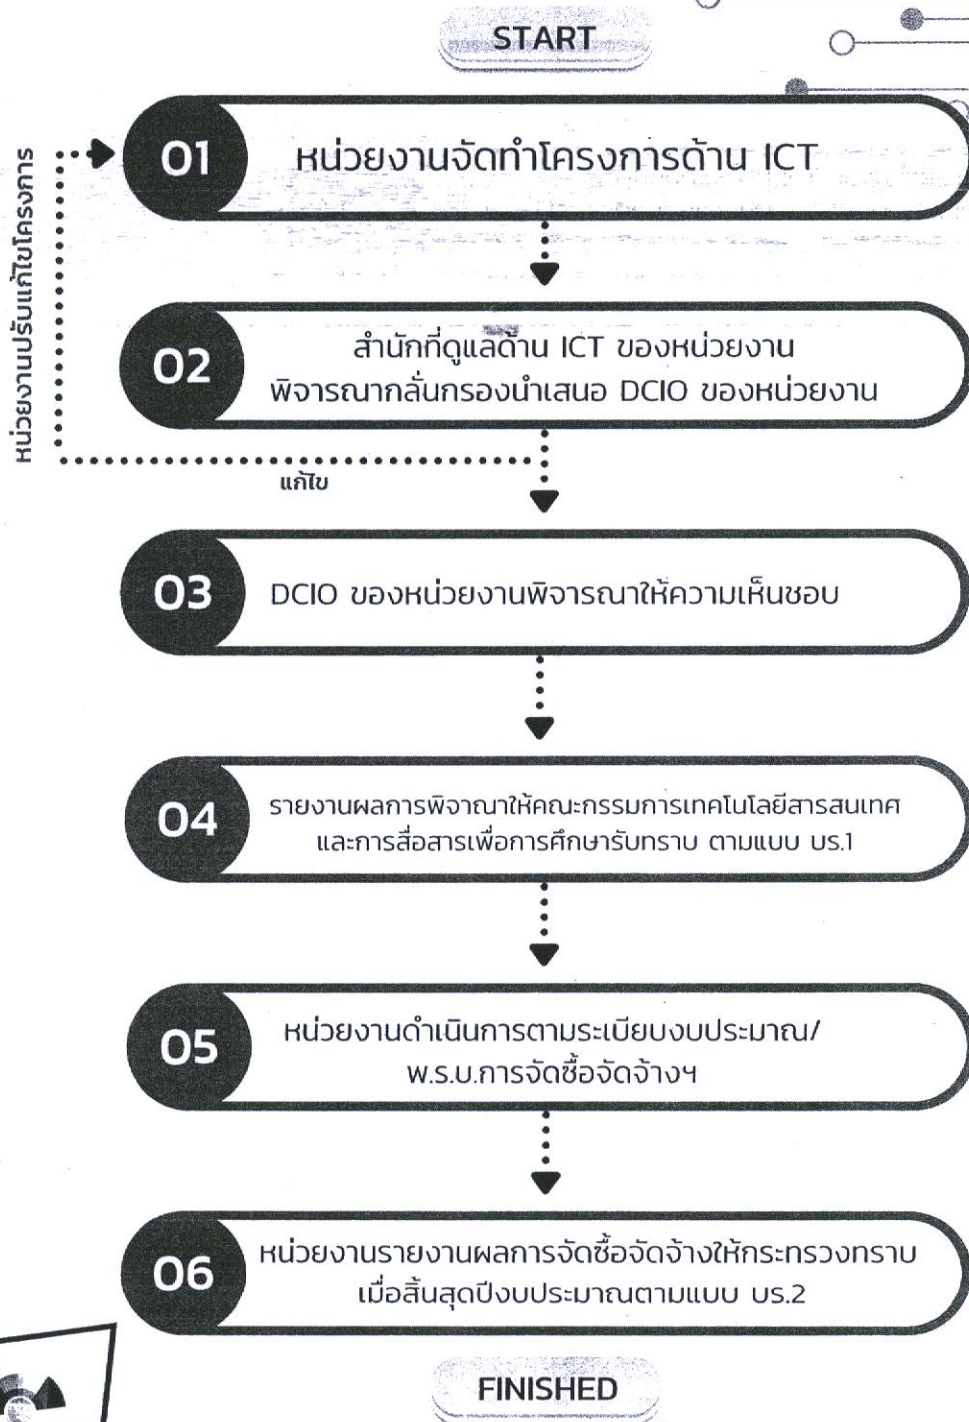 START
01
หน่วยงานจัดทำโครงการด้าน ICT
หน่วยงานปรับแก้ไขโครงการ
02
สำนักที่ดูแลด้าน ICT ของหน่วยงาน
พิจารณากลั่นกรองนำเสนอ DCIO ของหน่วยงาน
แก้ไข
03
DCIO ของหน่วยงานพิจารณาให้ความเห็นชอบ
04
รายงานผลการพิจาณาให้คณะกรรมการเทคโนโลยีสารสนเทศ
และการสื่อสารเพื่อการศึกษารับทราบ ตามแบบ บร.1
05
หน่วยงานดำเนินการตามระเบียบงบประมาณ/
พ.ร.บ.การจัดซื้อจัดจ้างฯ
06
หน่วยงานรายงานผลการจัดซื้อจัดจ้างให้กระทรวงทราบ
เมื่อสิ้นสุดปีงบประมาณตามแบบ บร.2
FINISHED